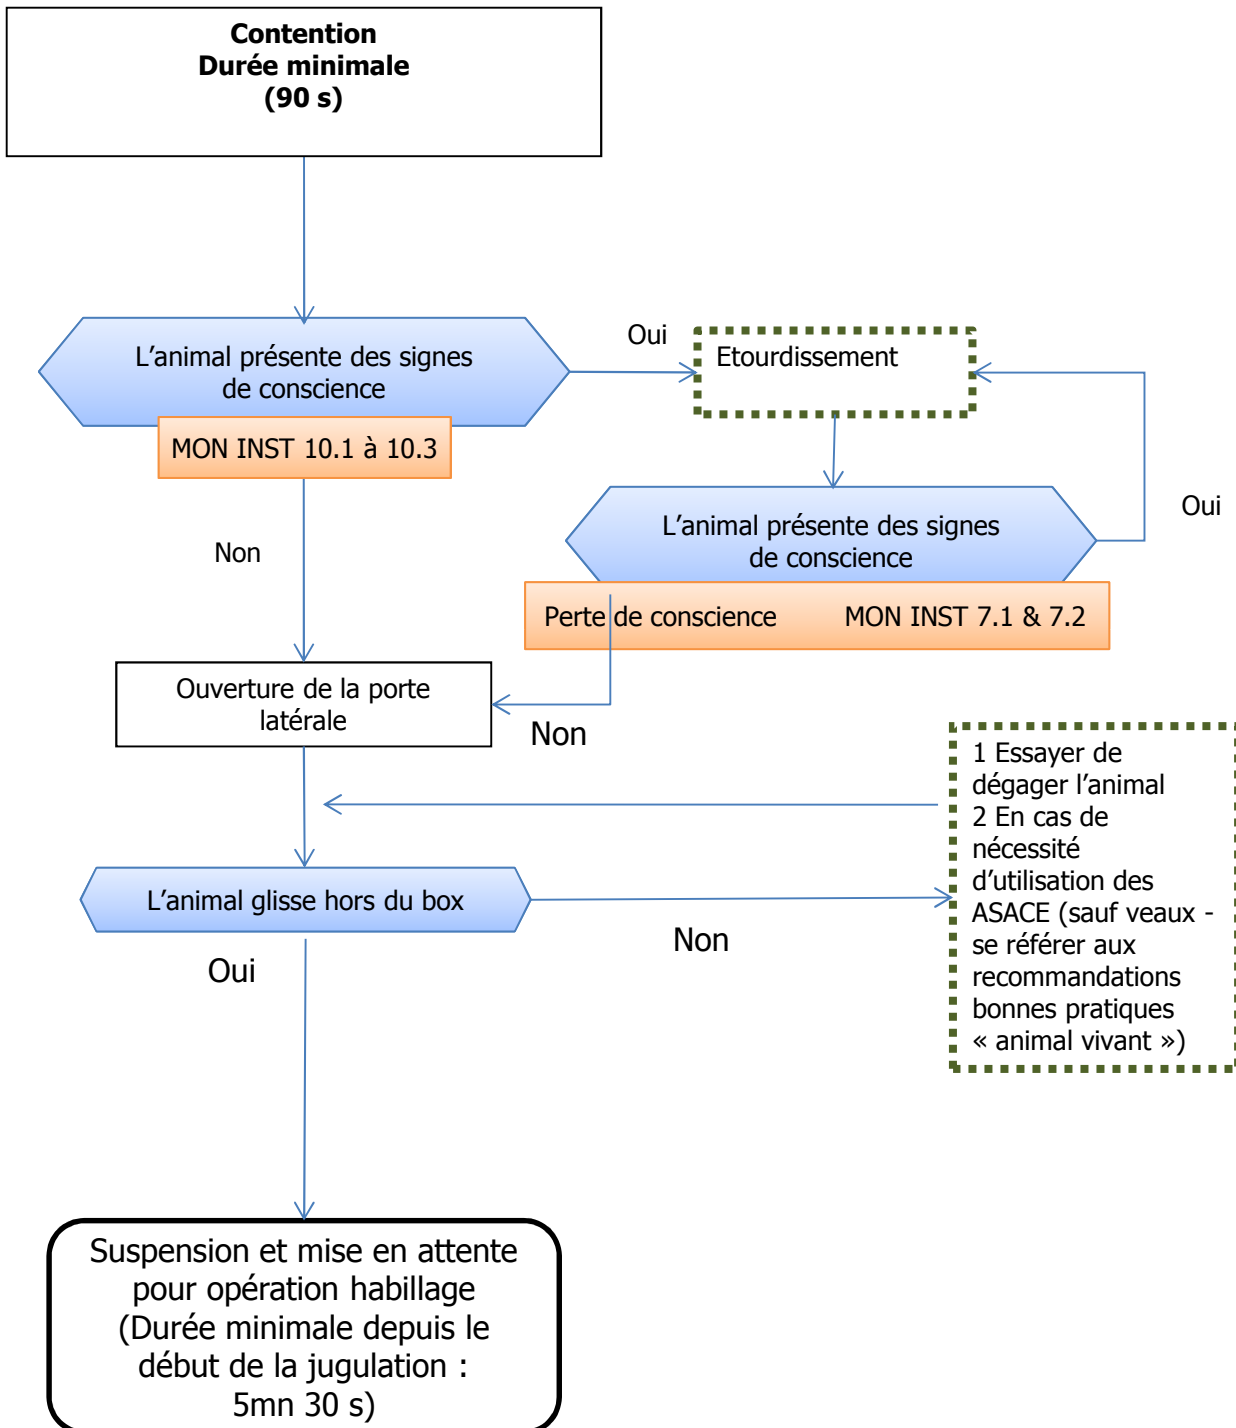 Contention
Durée minimale
(90 s)
L’animal présente des signes
de conscience
Oui
Etourdissement
MON INST 10.1 à 10.3
L’animal présente des signes
de conscience
Oui
Non
Perte de conscience MON INST 7.1 & 7.2
Ouverture de la porte
latérale
Non
1 Essayer de
dégager l’animal
2 En cas de
nécessité
d’utilisation des
ASACE (sauf veaux -
se référer aux
recommandations
bonnes pratiques
« animal vivant »)
L’animal glisse hors du box
Non
Oui
Suspension et mise en attente
pour opération habillage
(Durée minimale depuis le
début de la jugulation :
5mn 30 s)